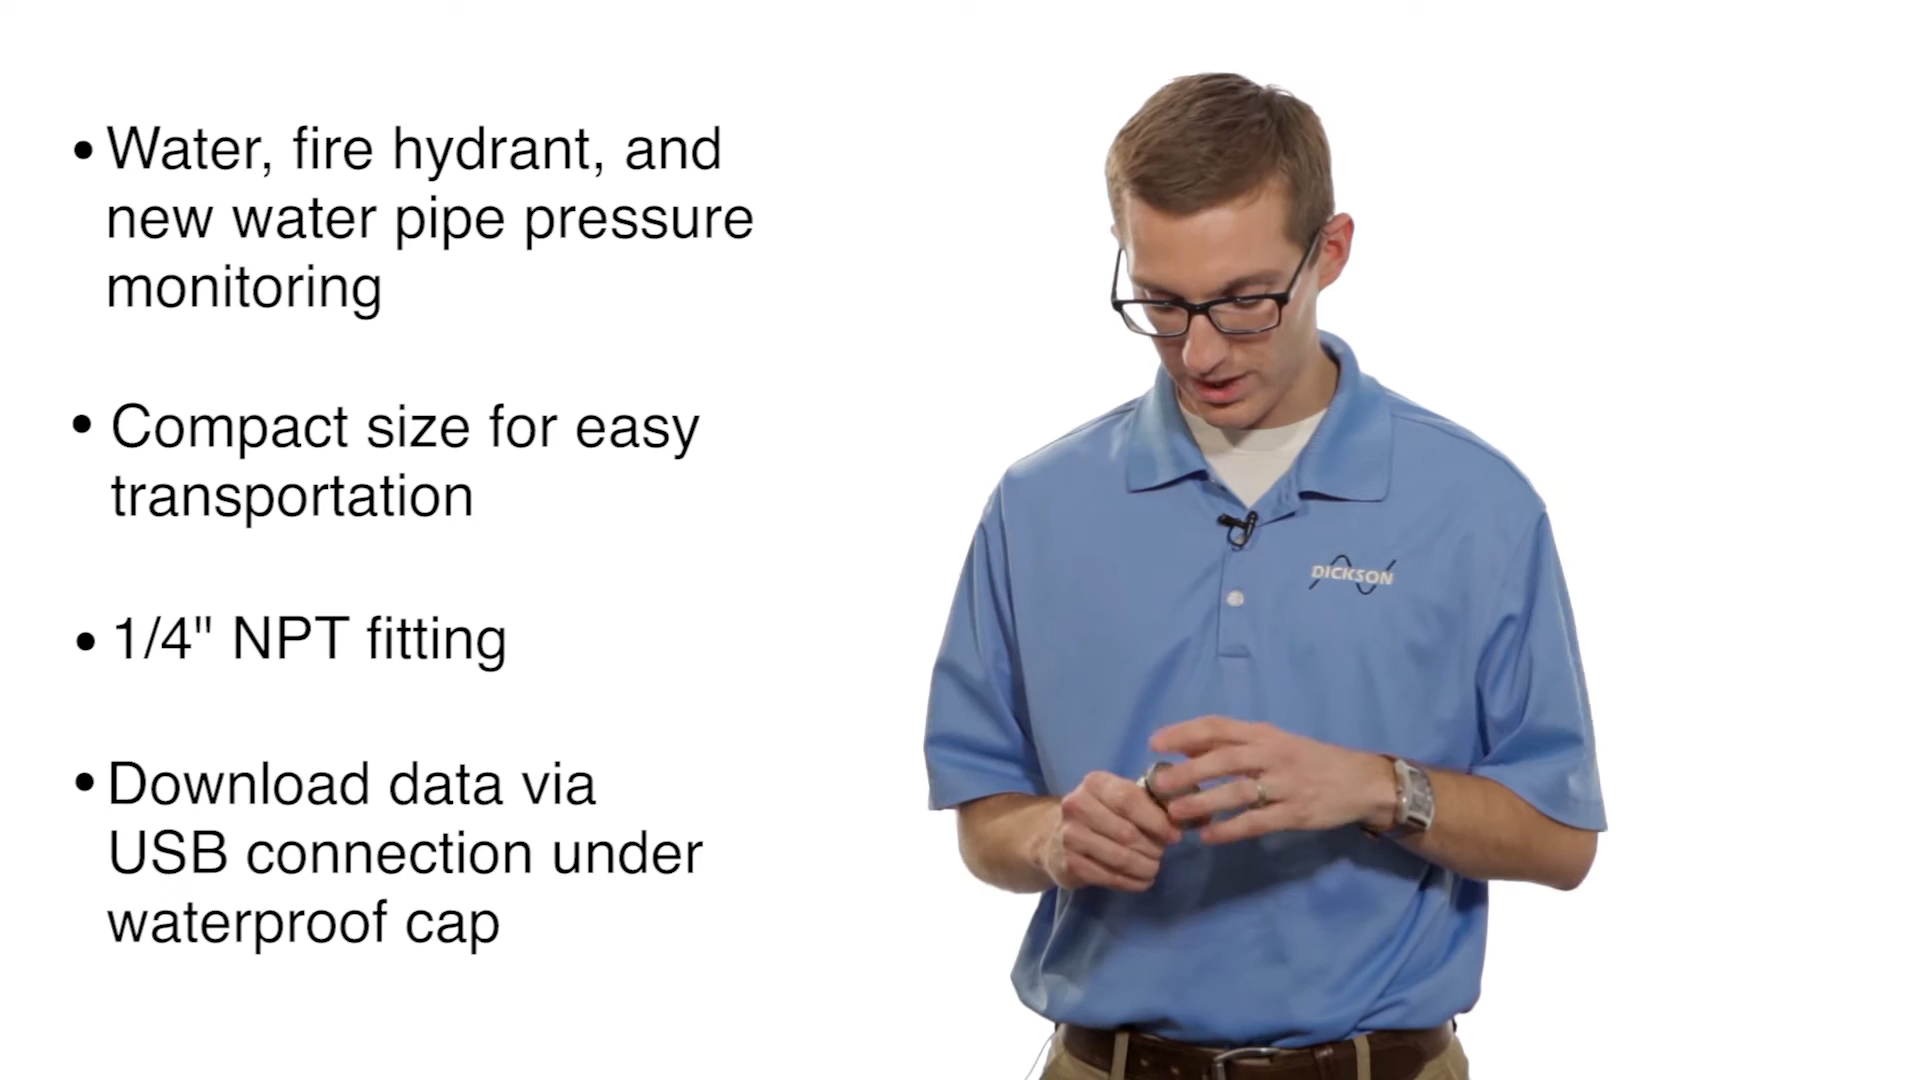 • Water, fire hydrant, and
new water pipe pressure
monitoring
• Compact size for easy
transportation
• 1/4" NPT fitting
• Download data via
USB connection under
waterproof cap
DICKSON